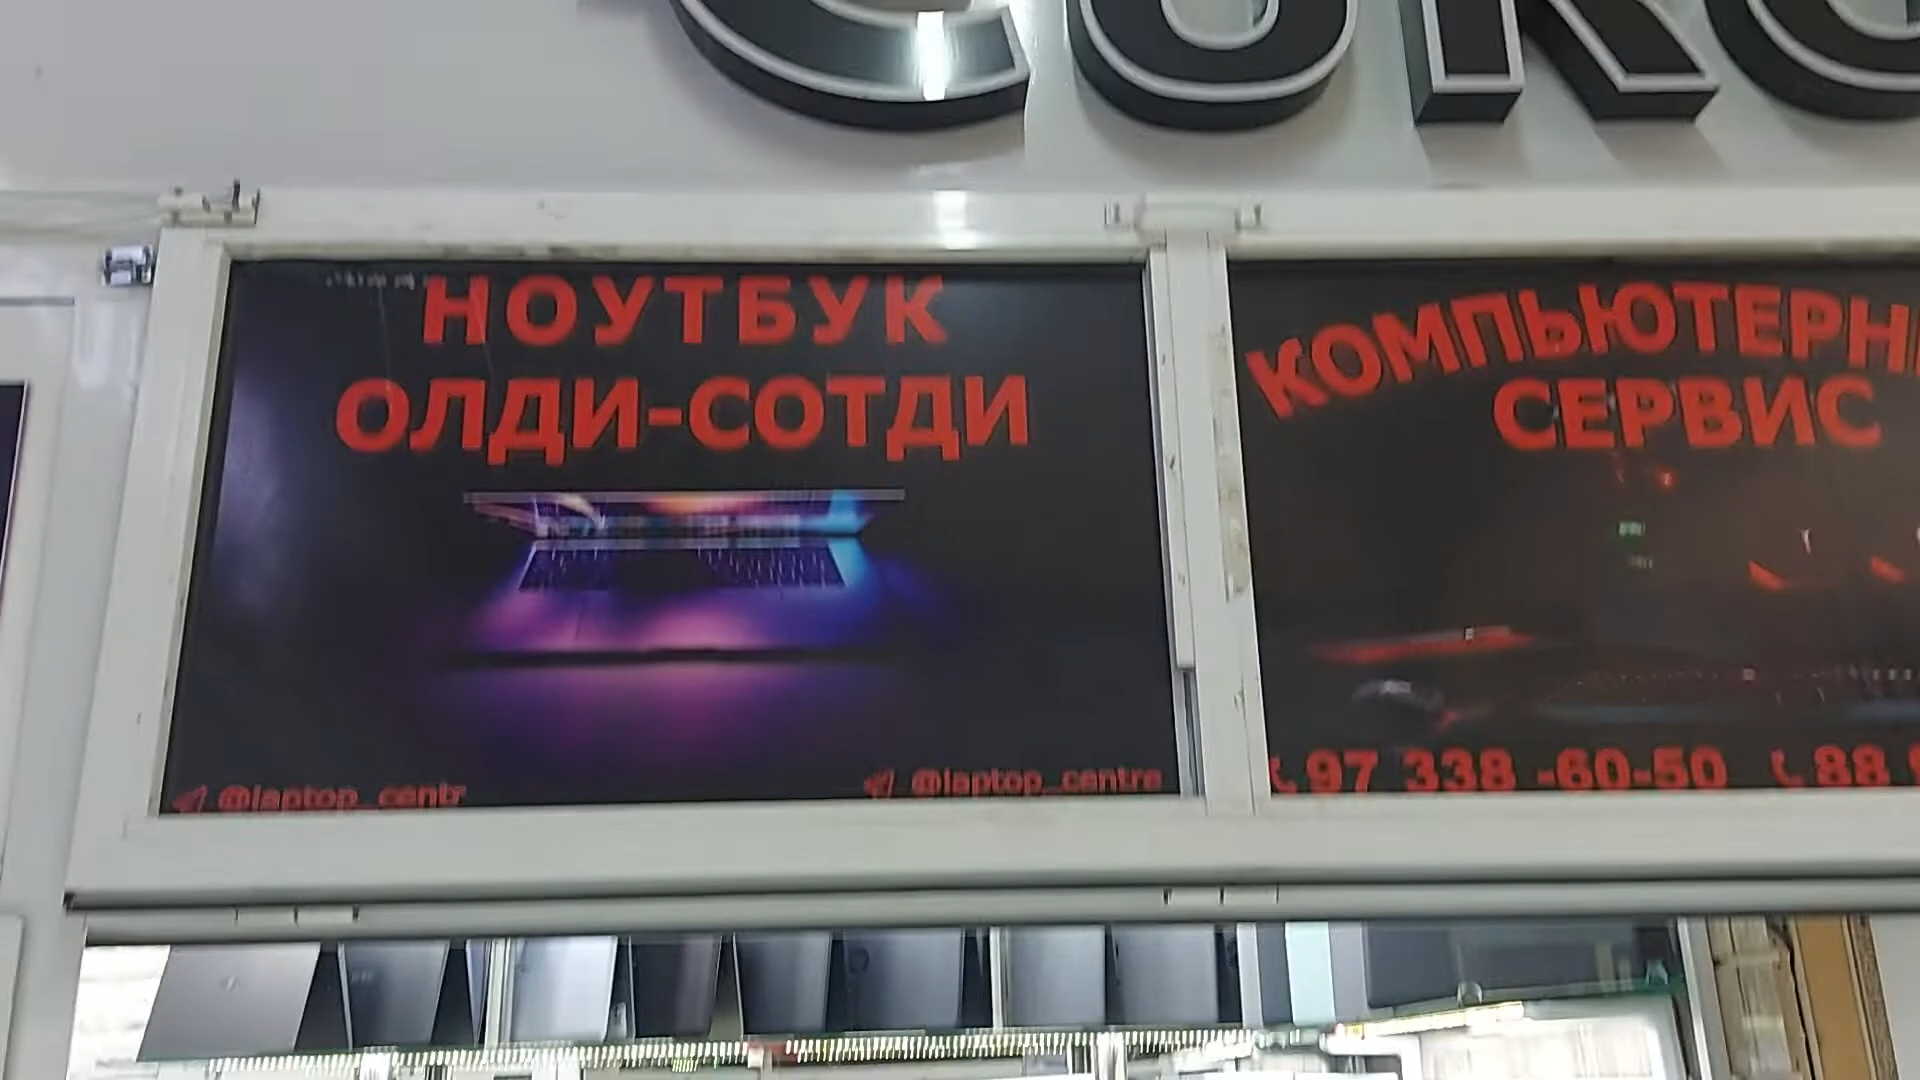 НОУТБУК
ОЛДИ-СОТДИ
@laptop_centr
@laptop_centre
КОМПЬЮТЕРН
СЕРВИС
97 338 -60-50
88